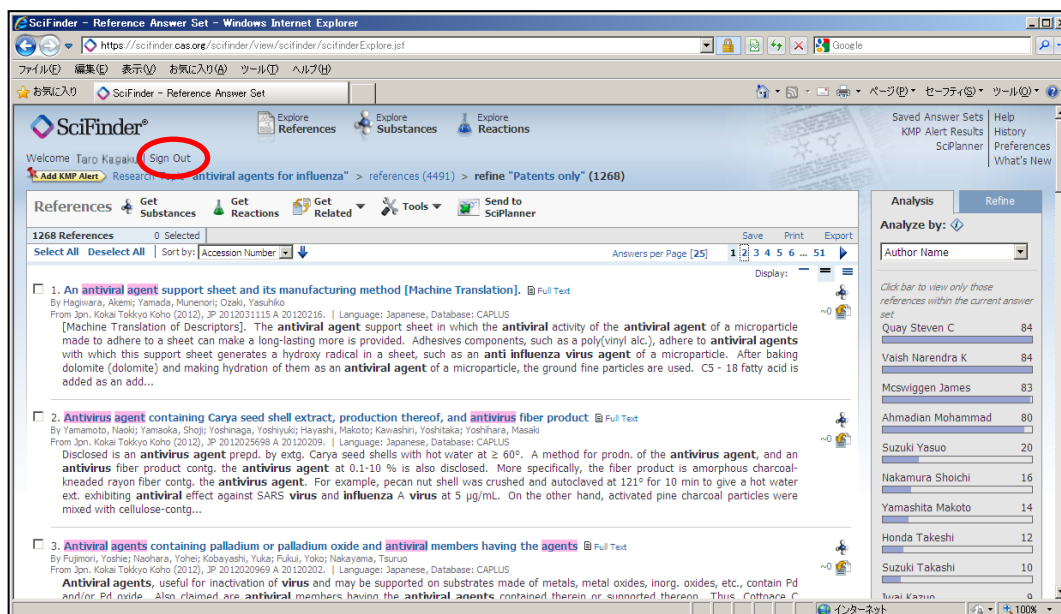 SciFinder - Reference Answer Set - Windows Internet Explorer
https://scifinder.cas.org/scifinder/view/scifinder/scifinderExplore.jsf
Google
ファイル(F) 編集(E) 表示(V) お気に入り(A) ツール(T) ヘルプ(H)
お気に入り SciFinder - Reference Answer Set
ページ(P) セーフティ(S) ツール(O)
SciFinder®
Explore References
Explore Substances
Explore Reactions
Saved Answer Sets Help
KMP Alert Results History
SciPlanner Preferences
What's New
Welcome Taro Kagaku | Sign Out
Add KMP Alert Research Topic "antiviral agents for influenza" > references (4491) > refine "Patents only" (1268)
References
Get Substances
Get Reactions
Get Related
Tools
Send to SciPlanner
1268 References 0 Selected
Save Print Export
Select All Deselect All Sort by: Accession Number
Answers per Page [25] 1 2 3 4 5 6 ... 51
Display:
1. An antiviral agent support sheet and its manufacturing method [Machine Translation]. Full Text
By Hagiwara, Akemi; Yamada, Munenori; Ozaki, Yasuhiko
From Jpn. Kokai Tokkyo Koho (2012), JP 2012031115 A 20120216. | Language: Japanese, Database: CAPLUS
~0
[Machine Translation of Descriptors]. The antiviral agent support sheet in which the antiviral activity of the antiviral agent of a microparticle
made to adhere to a sheet can make a long-lasting more is provided. Adhesives components, such as a poly(vinyl alc.), adhere to antiviral agents
with which this support sheet generates a hydroxy radical in a sheet, such as an anti influenza virus agent of a microparticle. After baking
dolomite (dolomite) and making hydration of them as an antiviral agent of a microparticle, the ground fine particles are used. C5 - 18 fatty acid is
added as an add...
2. Antivirus agent containing Carya seed shell extract, production thereof, and antivirus fiber product Full Text
By Yamamoto, Naoki; Yamaoka, Shoji; Yoshinaga, Yoshiyuki; Hayashi, Makoto; Kawashiri, Yoshitaka; Yoshihara, Masaki
From Jpn. Kokai Tokkyo Koho (2012), JP 2012025698 A 20120209. | Language: Japanese, Database: CAPLUS
~0
Disclosed is an antivirus agent prepd. by extg. Carya seed shells with hot water at ≥ 60°. A method for prodn. of the antivirus agent, and an
antivirus fiber product contg. the antivirus agent at 0.1-10 % is also disclosed. More specifically, the fiber product is amorphous charcoal-
kneaded rayon fiber contg. the antivirus agent. For example, pecan nut shell was crushed and autoclaved at 121° for 10 min to give a hot water
ext. exhibiting antiviral effect against SARS virus and influenza A virus at 5 µg/mL. On the other hand, activated pine charcoal particles were
mixed with cellulose-contg...
3. Antiviral agents containing palladium or palladium oxide and antiviral members having the agents Full Text
By Fujimori, Yoshie; Naohara, Yohei; Kobayashi, Yuka; Fukui, Yoko; Nakayama, Tsuruo
From Jpn. Kokai Tokkyo Koho (2012), JP 2012020969 A 20120202. | Language: Japanese, Database: CAPLUS
~0
Antiviral agents, useful for inactivation of virus and may be supported on substrates made of metals, metal oxides, inorg. oxides, etc., contain Pd
and/or Pd oxide. Also claimed are antiviral members having the antiviral agents contained therein or supported thereon. Thus, Cottoace C
Analysis Refine
Analyze by:
Author Name
Click bar to view only those
references within the current answer
set
Quay Steven C 84
Vaish Narendra K 84
Mcswiggen James 83
Ahmadian Mohammad 80
Suzuki Yasuo 20
Nakamura Shoichi 16
Yamashita Makoto 14
Honda Takeshi 12
Suzuki Takashi 10
Iwai Kazuo 9
インターネット
100%